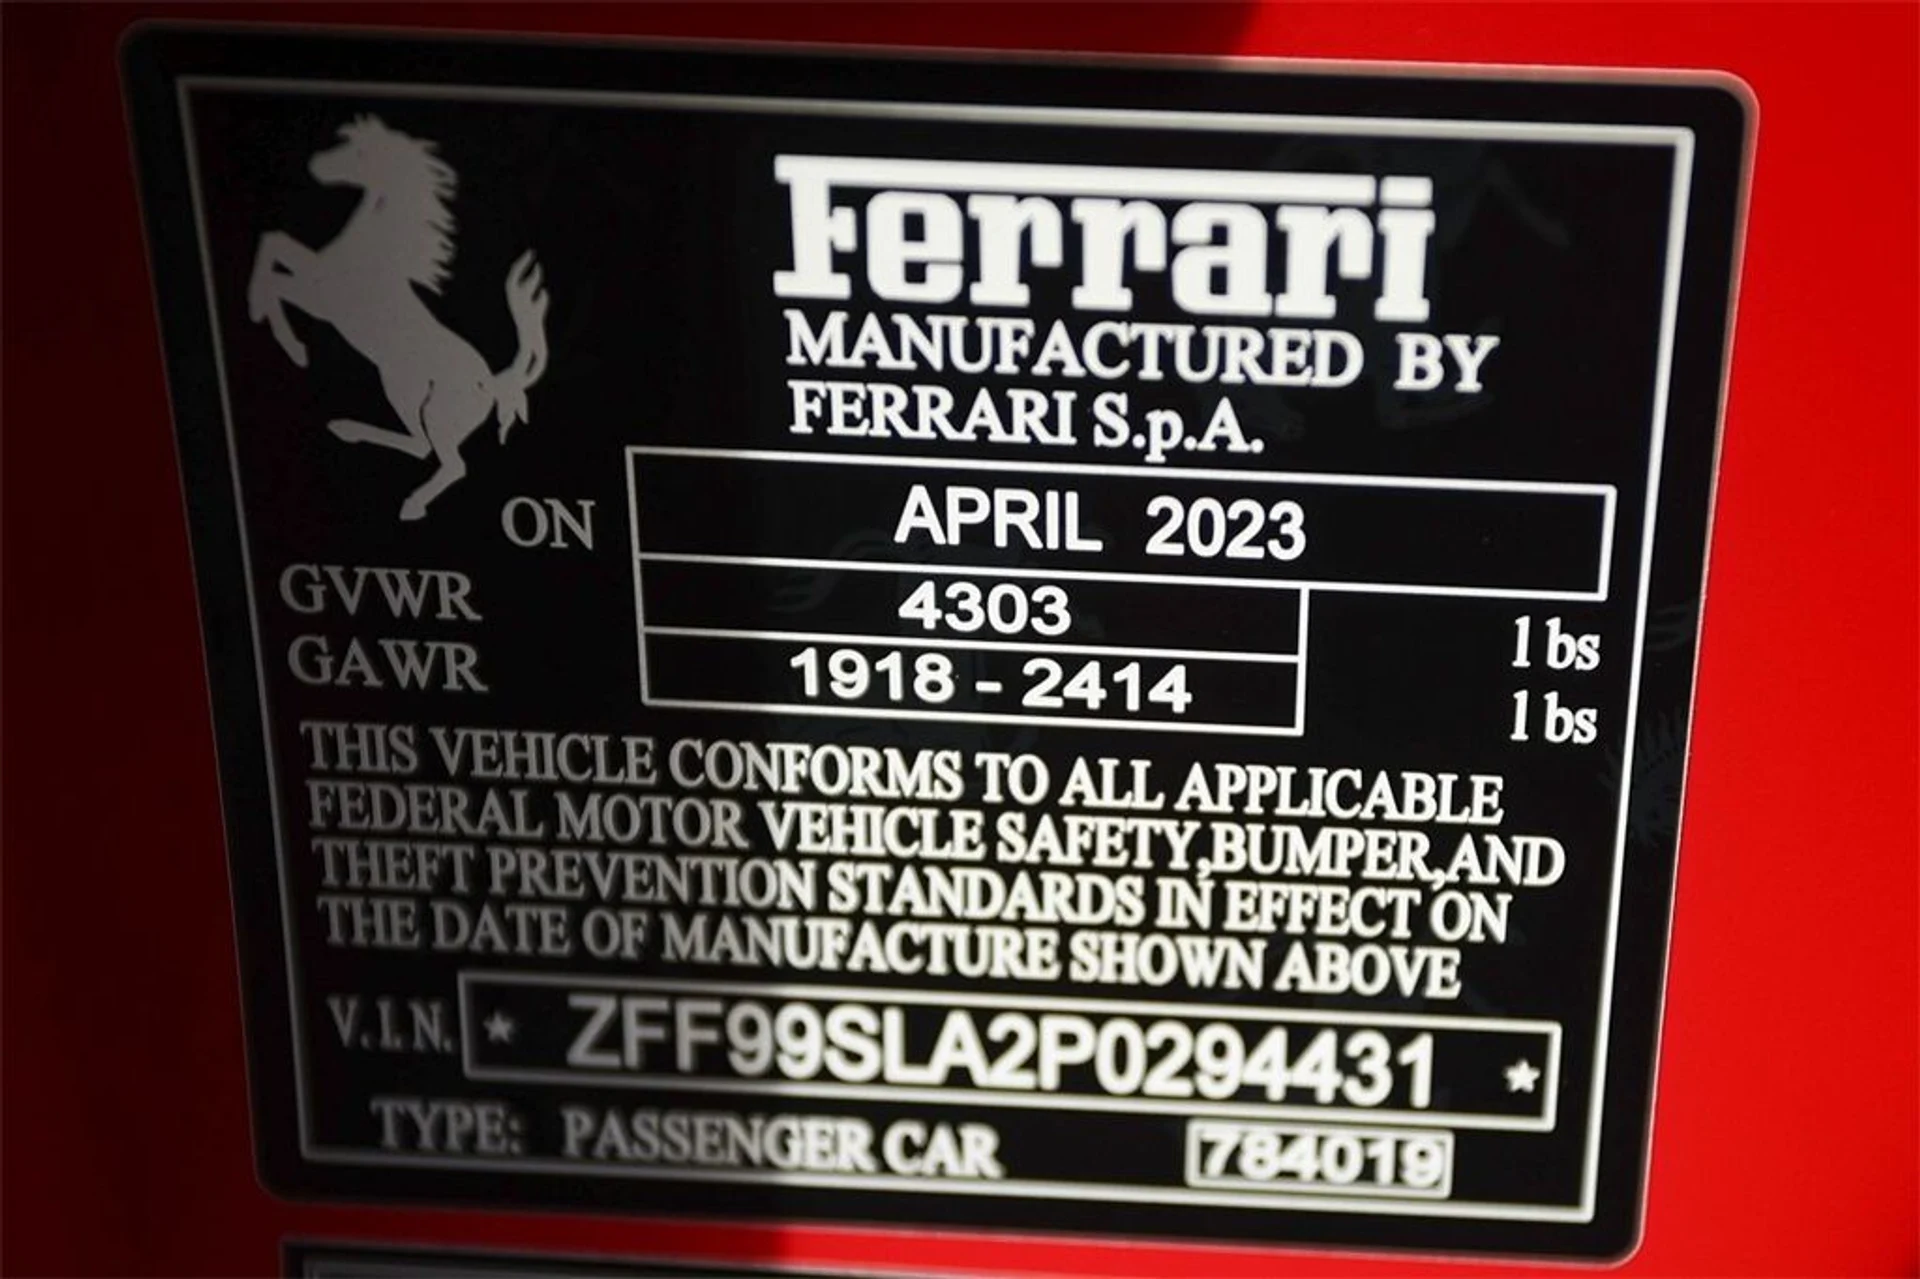 Ferrari
MANUFACTURED BY
FERRARI S.p.A.
ON APRIL 2023
GVWR 4303 lbs
GAWR 1918 - 2414 lbs
THIS VEHICLE CONFORMS TO ALL APPLICABLE
FEDERAL MOTOR VEHICLE SAFETY,BUMPER,AND
THEFT PREVENTION STANDARDS IN EFFECT ON
THE DATE OF MANUFACTURE SHOWN ABOVE
V.I.N. ★ ZFF99SLA2P0294431 ★
TYPE: PASSENGER CAR 784019